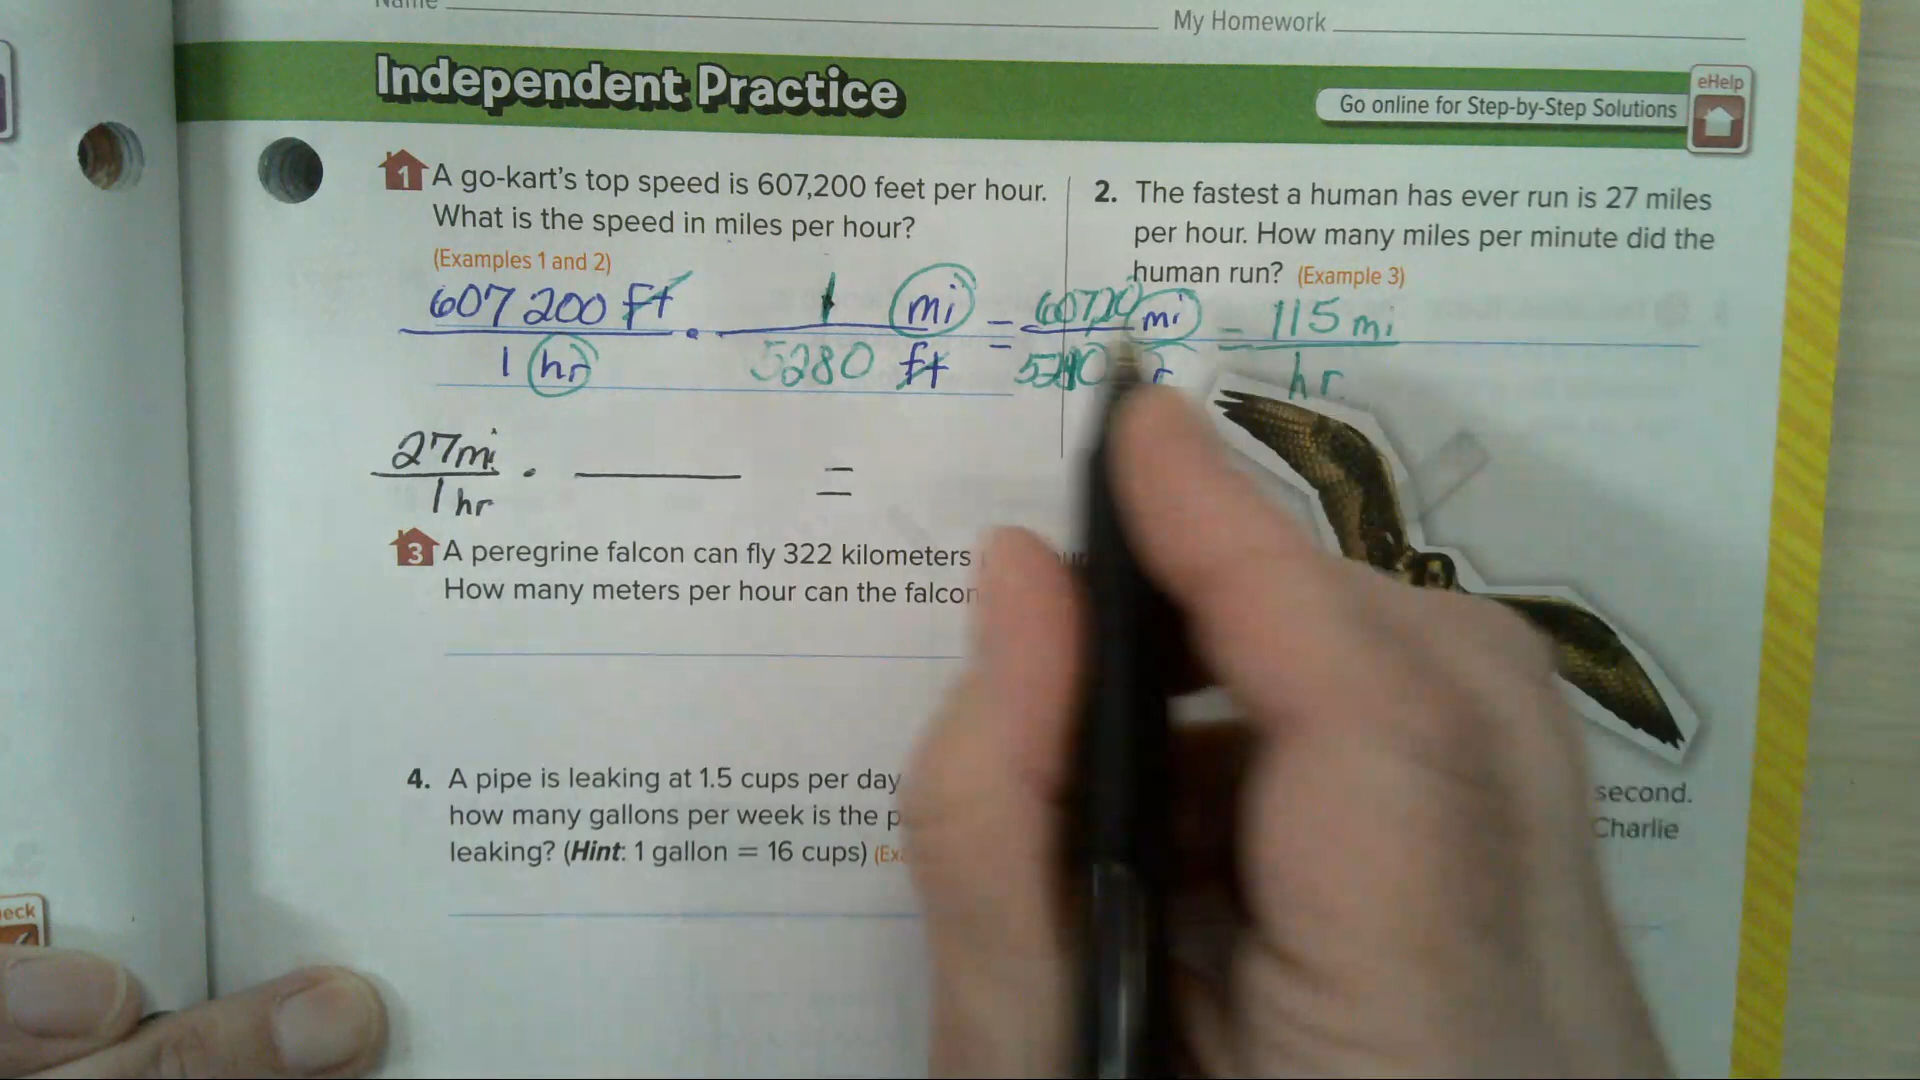 Name My Homework
Independent Practice
Go online for Step-by-Step Solutions
eHelp
1 A go-kart's top speed is 607,200 feet per hour.
What is the speed in miles per hour?
(Examples 1 and 2)
607200 ft · 1 mi = mi = 115 mi
1 hr 5280 ft hr
2. The fastest a human has ever run is 27 miles
per hour. How many miles per minute did the
human run? (Example 3)
27mi · =
1 hr
3 A peregrine falcon can fly 322 kilometers
How many meters per hour can the falcon
4. A pipe is leaking at 1.5 cups per day
how many gallons per week is the
leaking? (Hint: 1 gallon = 16 cups)
second.
Charlie